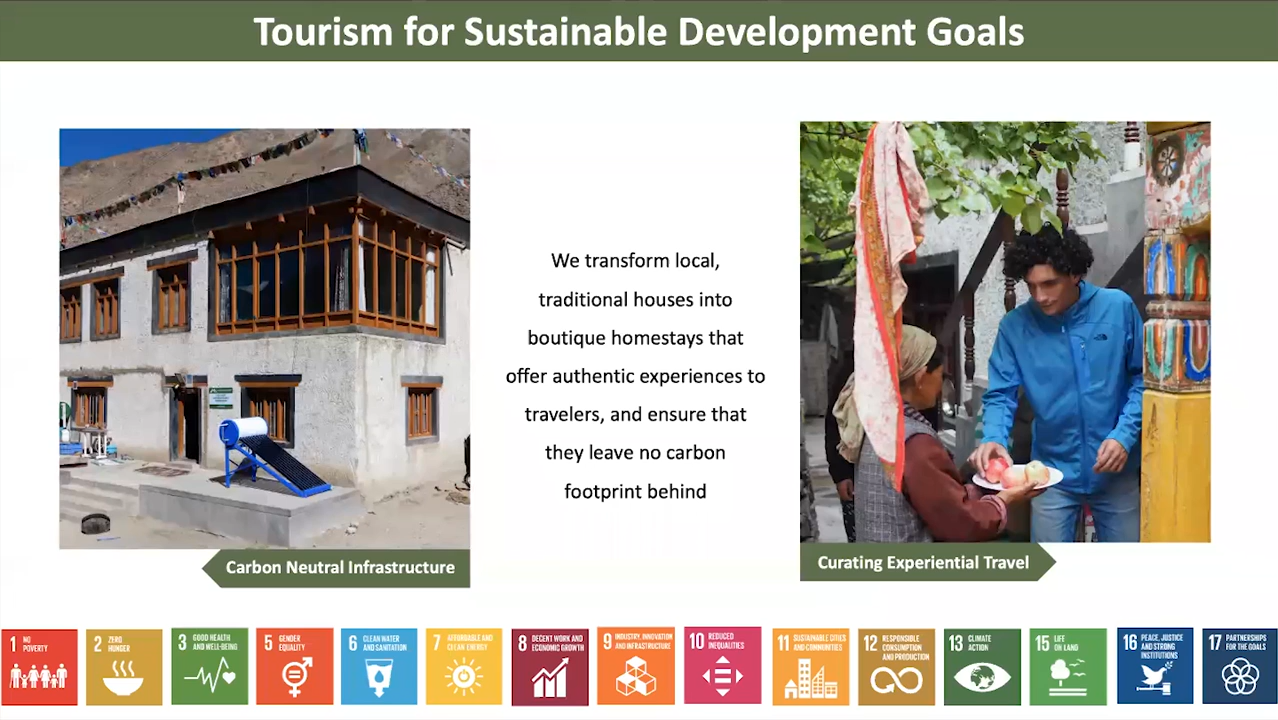 Tourism for Sustainable Development Goals
We transform local,
traditional houses into
boutique homestays that
offer authentic experiences to
travelers, and ensure that
they leave no carbon
footprint behind
Carbon Neutral Infrastructure
Curating Experiential Travel
1 NO
POVERTY
2 ZERO
HUNGER
3 GOOD HEALTH
AND WELL-BEING
5 GENDER
EQUALITY
6 CLEAN WATER
AND SANITATION
7 AFFORDABLE AND
CLEAN ENERGY
8 DECENT WORK AND
ECONOMIC GROWTH
9 INDUSTRY, INNOVATION
AND INFRASTRUCTURE
10 REDUCED
INEQUALITIES
11 SUSTAINABLE CITIES
AND COMMUNITIES
12 RESPONSIBLE
CONSUMPTION
AND PRODUCTION
13 CLIMATE
ACTION
15 LIFE
ON LAND
16 PEACE, JUSTICE
AND STRONG
INSTITUTIONS
17 PARTNERSHIPS
FOR THE GOALS